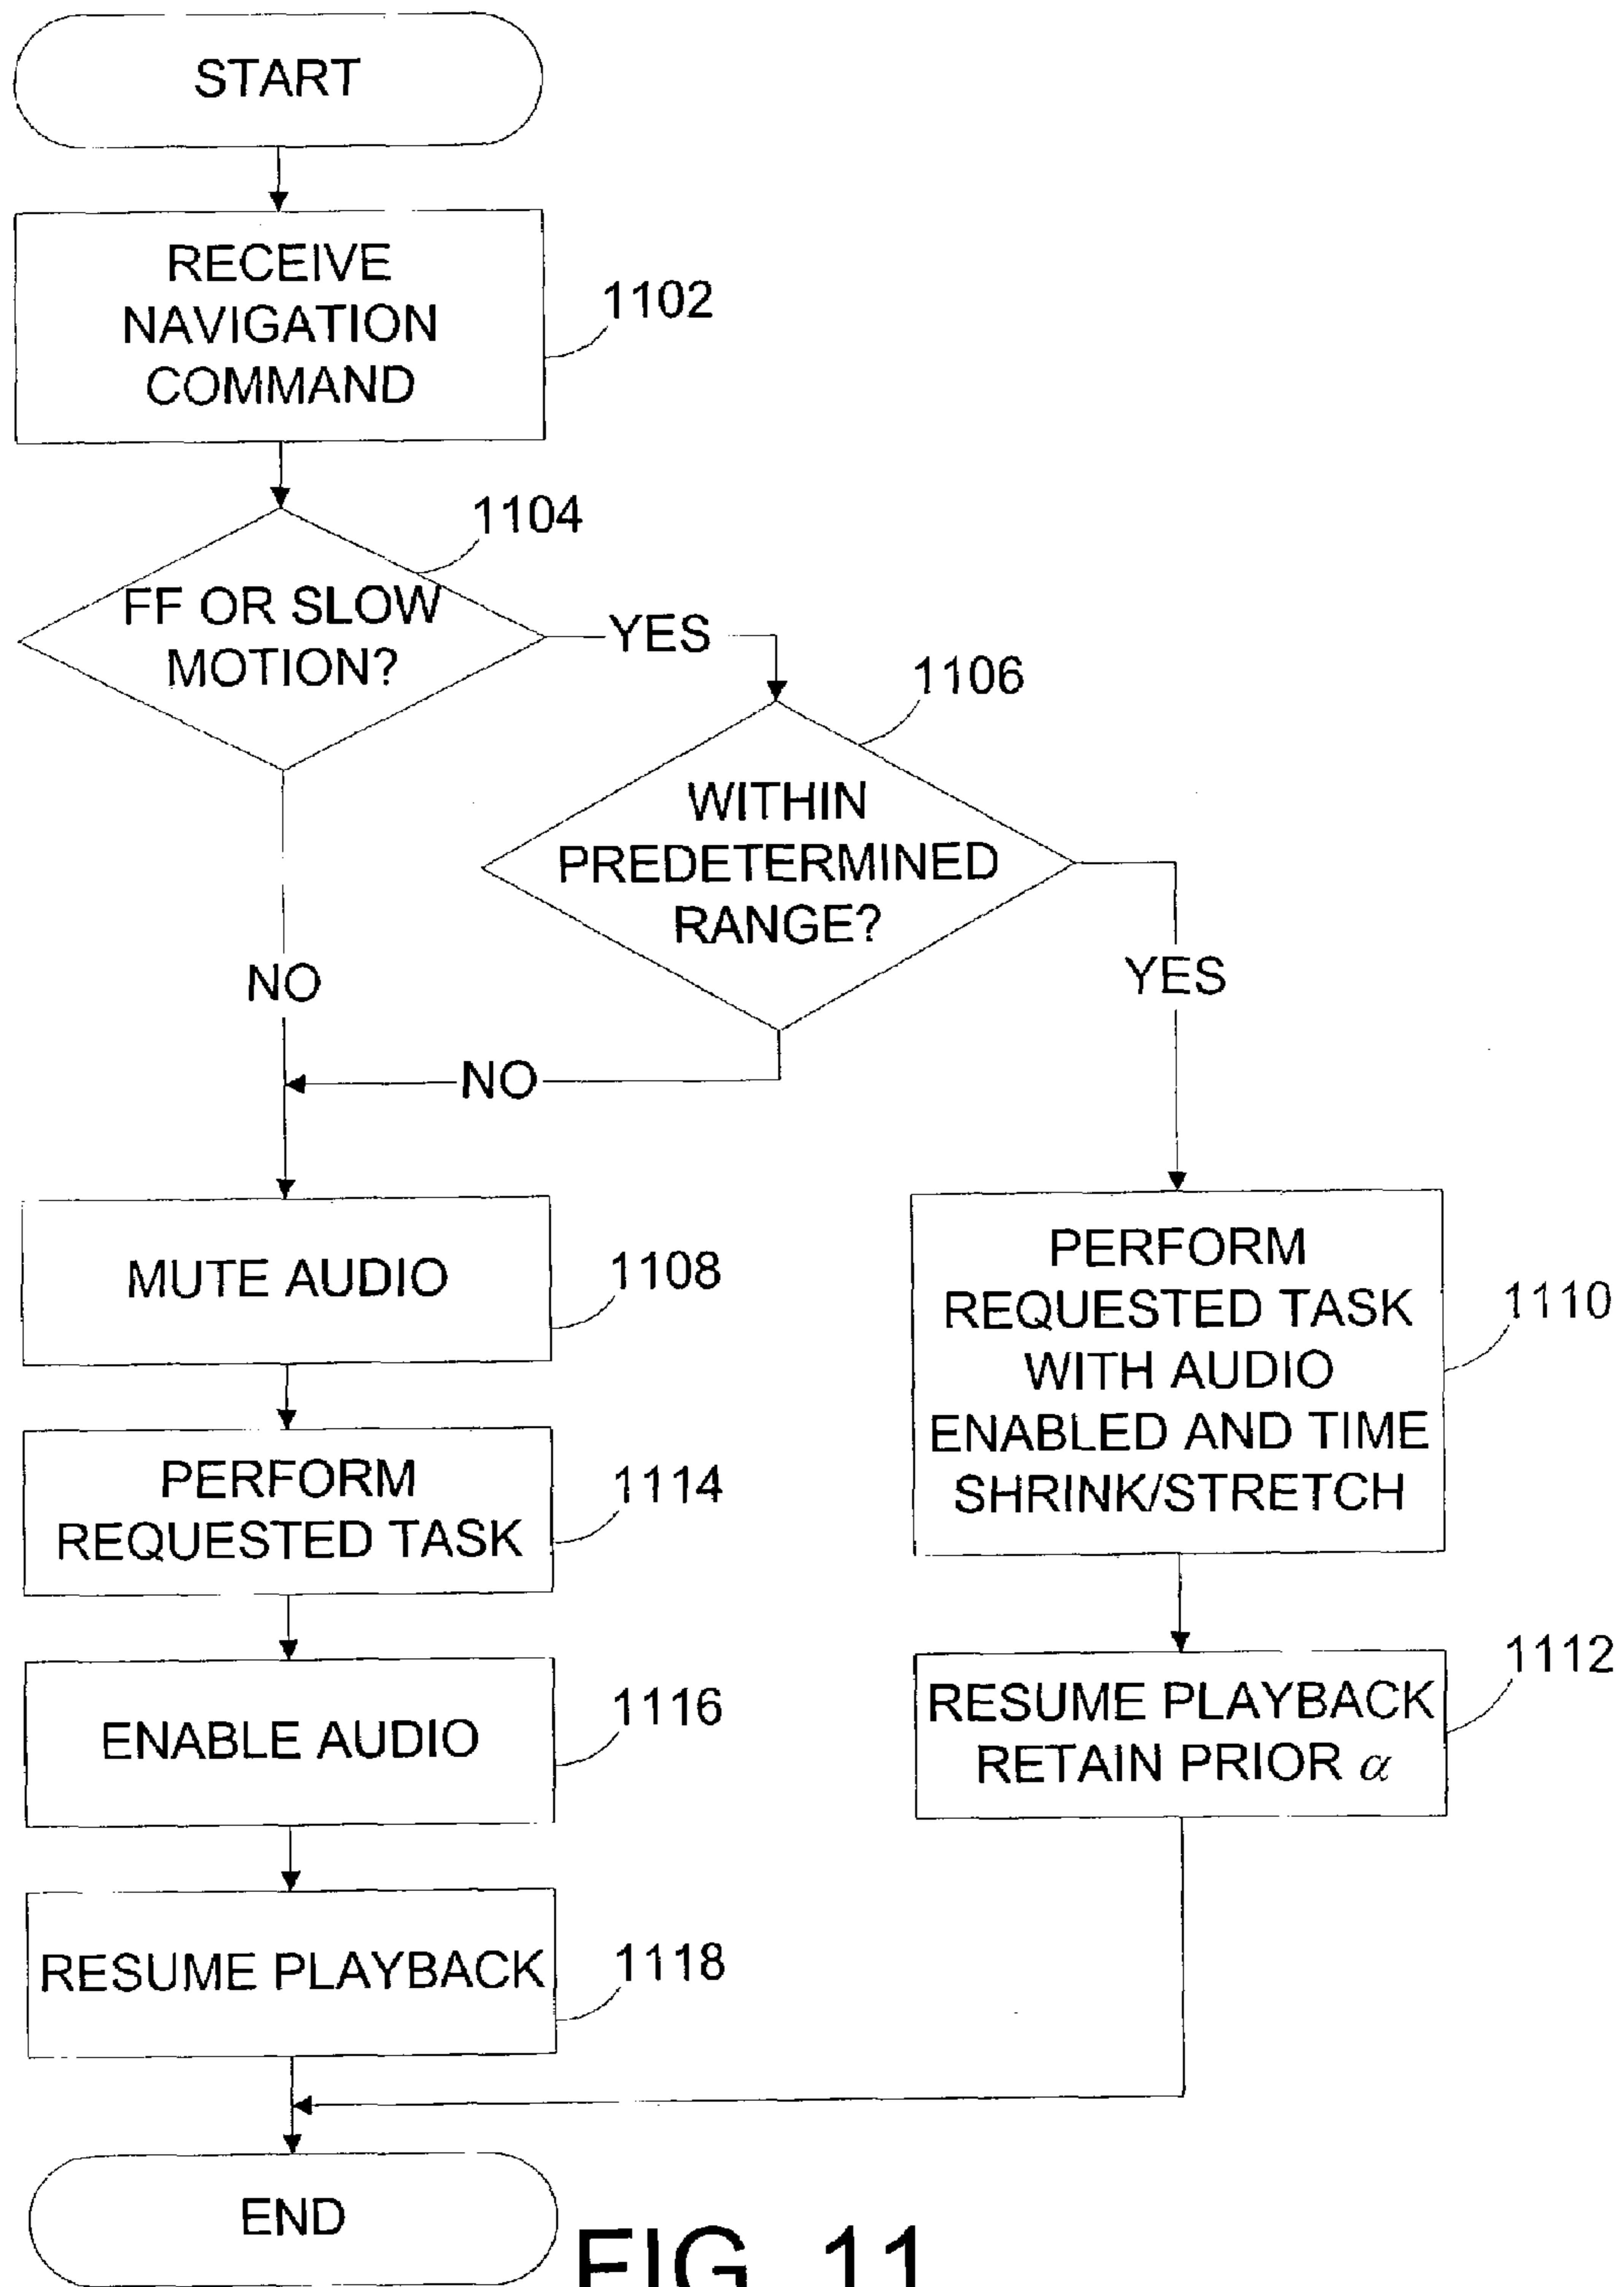 START
RECEIVE
NAVIGATION
COMMAND
1102
1104
FF OR SLOW
MOTION?
YES
1106
WITHIN
PREDETERMINED
RANGE?
NO
YES
NO
MUTE AUDIO
1108
PERFORM
REQUESTED TASK
WITH AUDIO
ENABLED AND TIME
SHRINK/STRETCH
1110
PERFORM
REQUESTED TASK
1114
ENABLE AUDIO
1116
RESUME PLAYBACK
RETAIN PRIOR α
1112
RESUME PLAYBACK
1118
END
FIG. 11